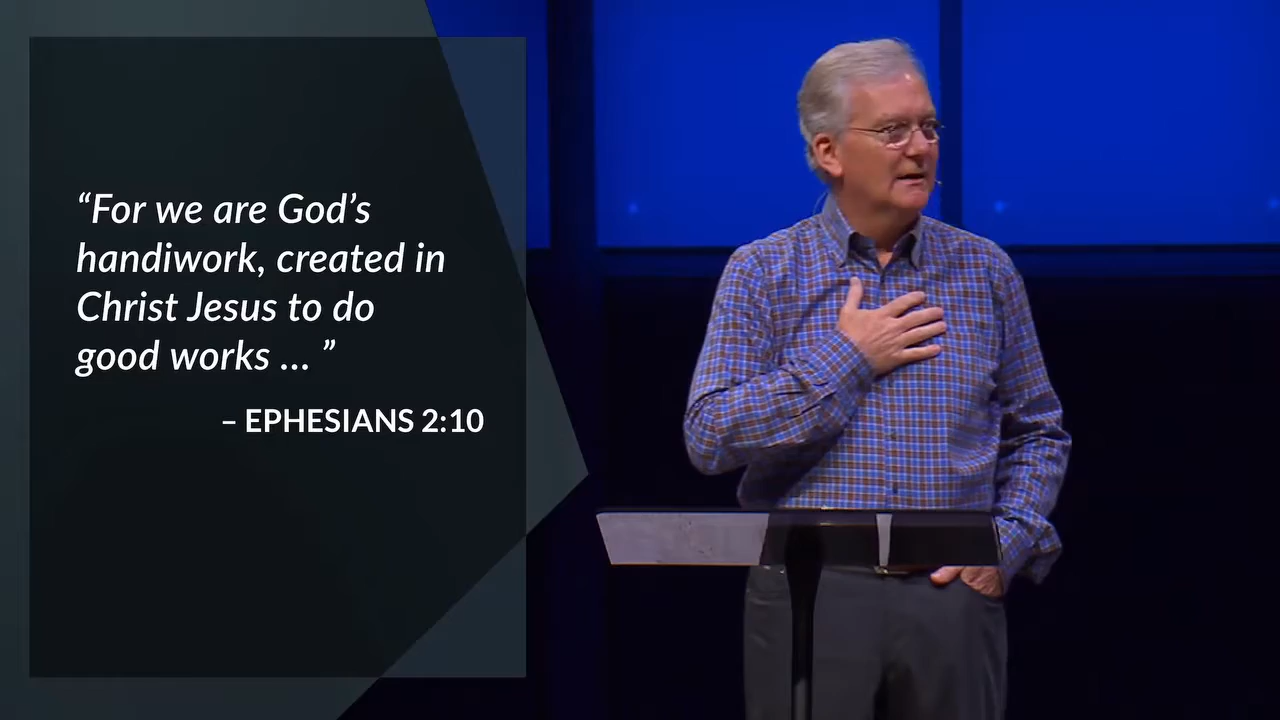 “For we are God’s
handiwork, created in
Christ Jesus to do
good works ... ”
– EPHESIANS 2:10